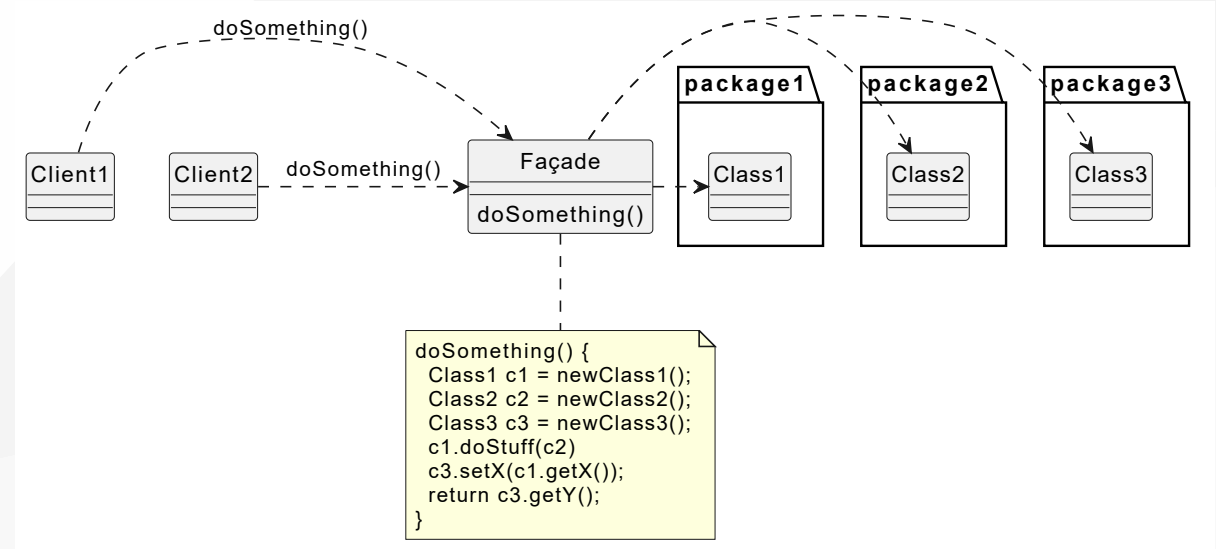 doSomething()
package1
package2
package3
Client1
Client2
doSomething()
Façade
doSomething()
Class1
Class2
Class3
doSomething() {
Class1 c1 = newClass1();
Class2 c2 = newClass2();
Class3 c3 = newClass3();
c1.doStuff(c2)
c3.setX(c1.getX());
return c3.getY();
}